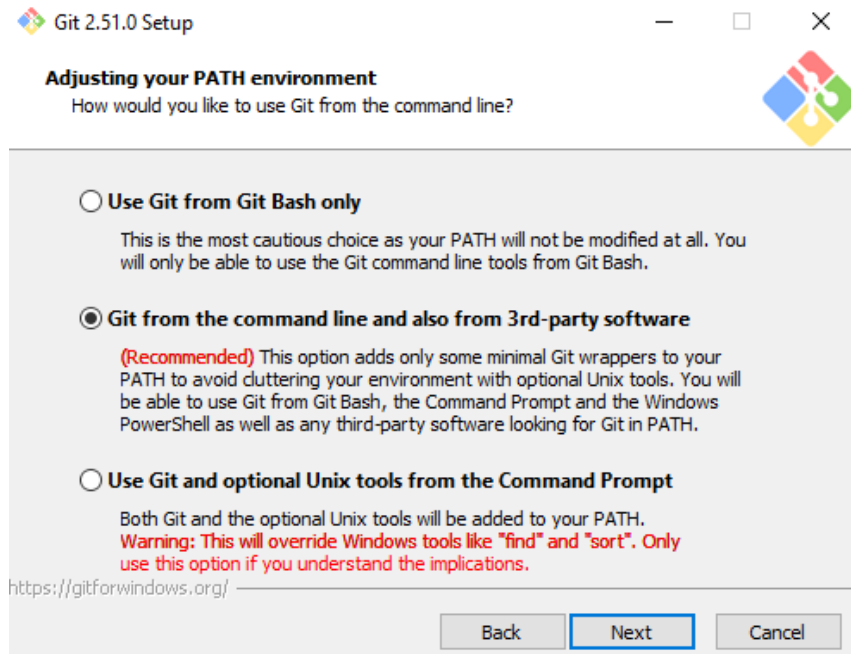 Git 2.51.0 Setup
Adjusting your PATH environment
How would you like to use Git from the command line?
Use Git from Git Bash only
This is the most cautious choice as your PATH will not be modified at all. You
will only be able to use the Git command line tools from Git Bash.
Git from the command line and also from 3rd-party software
(Recommended) This option adds only some minimal Git wrappers to your
PATH to avoid cluttering your environment with optional Unix tools. You will
be able to use Git from Git Bash, the Command Prompt and the Windows
PowerShell as well as any third-party software looking for Git in PATH.
Use Git and optional Unix tools from the Command Prompt
Both Git and the optional Unix tools will be added to your PATH.
Warning: This will override Windows tools like "find" and "sort". Only
use this option if you understand the implications.
https://gitforwindows.org/
Back
Next
Cancel